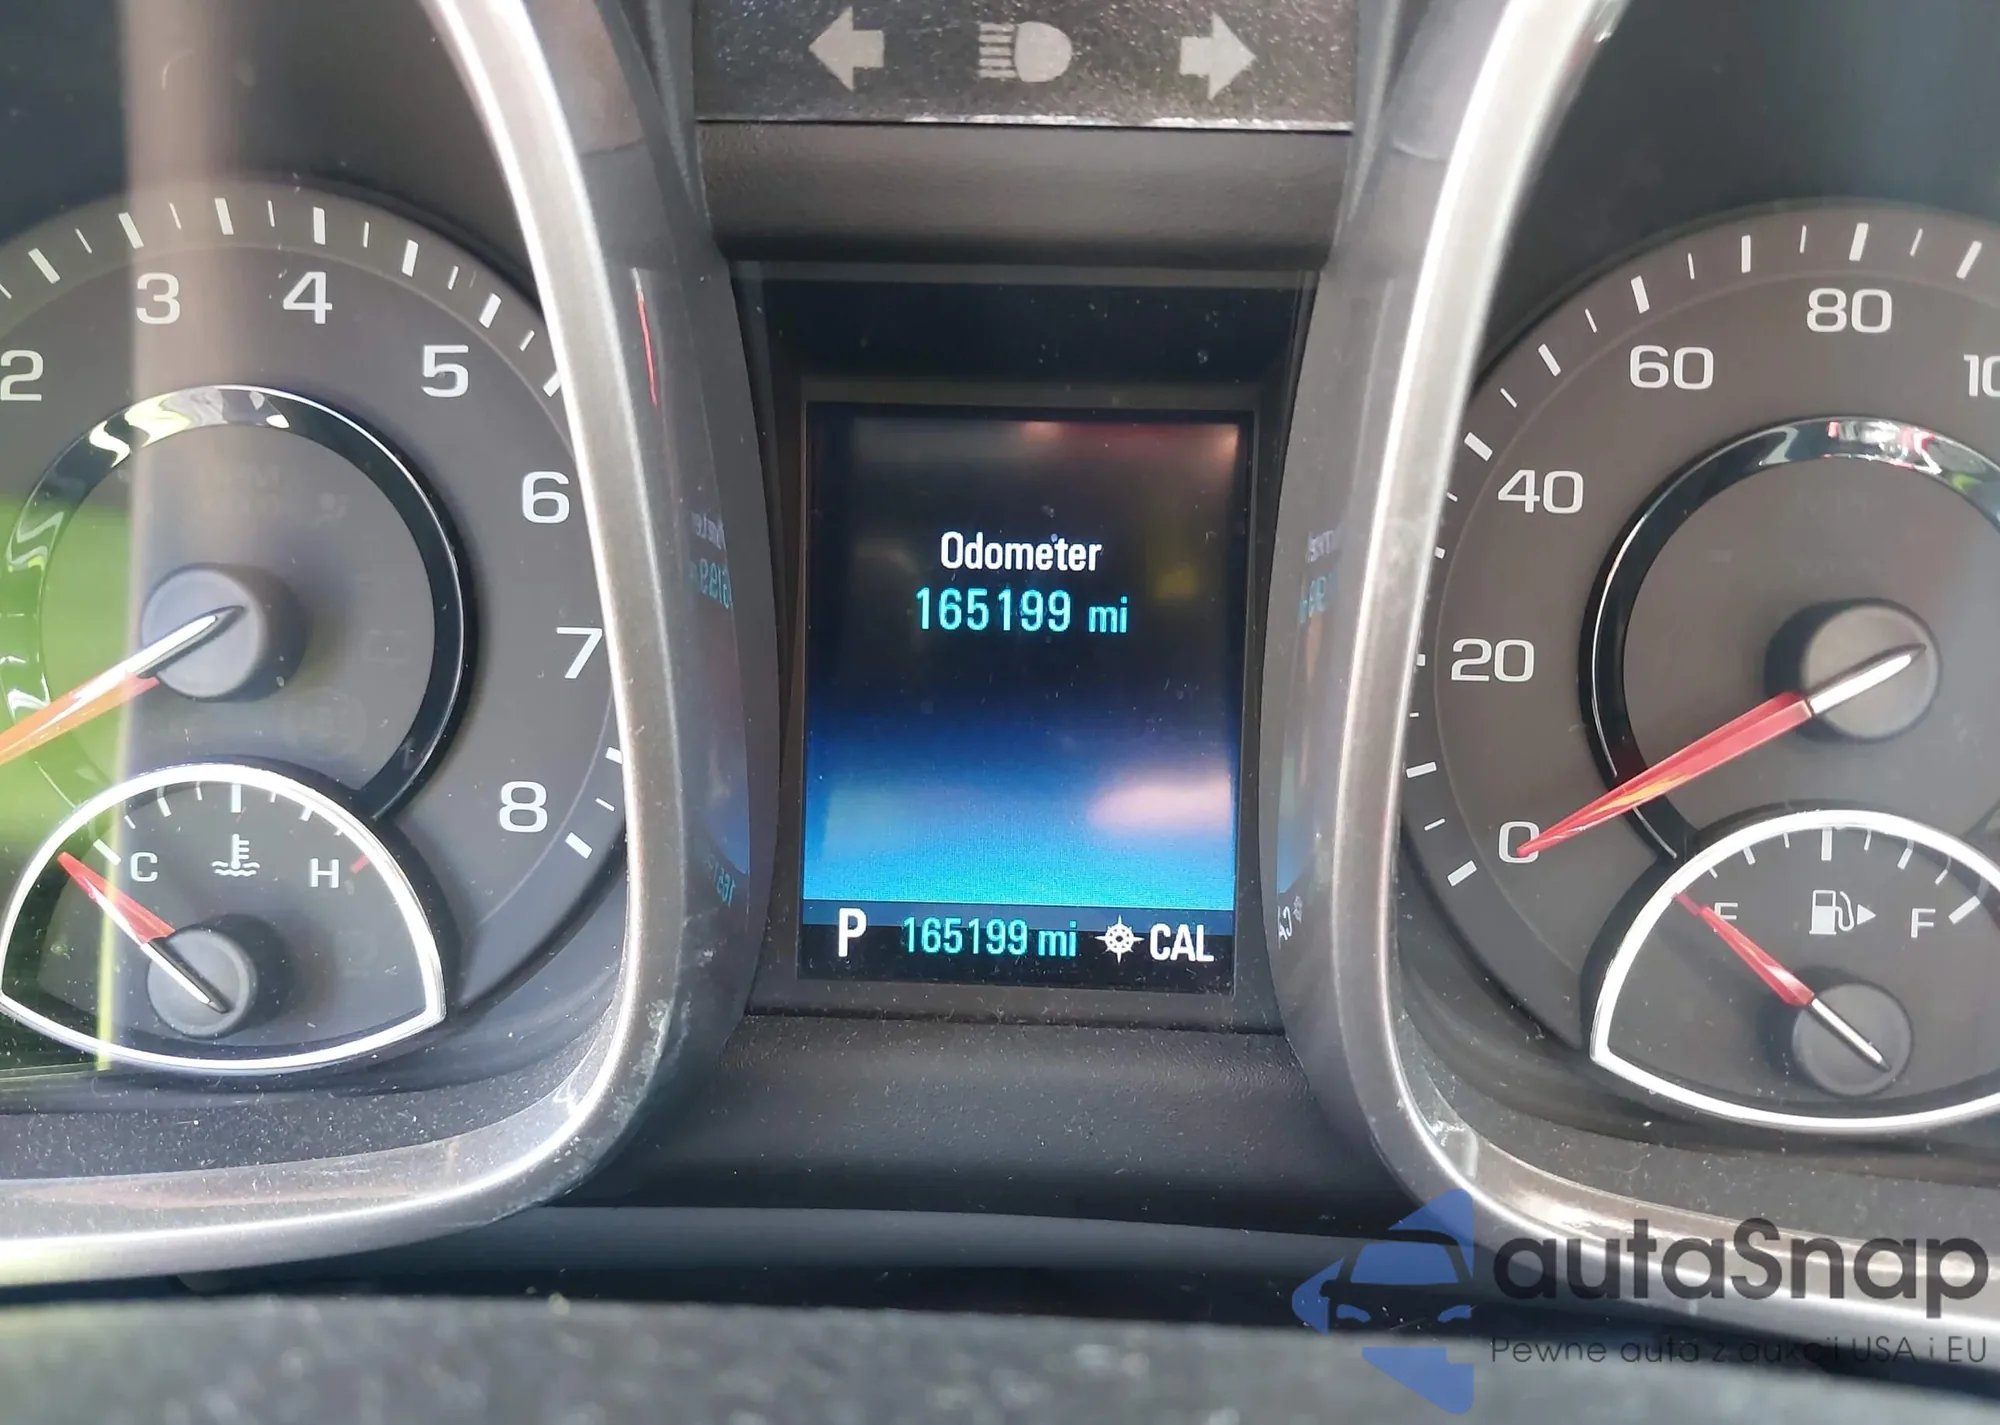 2 3 4 5 6 7 8
C H
Odometer
165199 mi
P 165199 mi CAL
0 20 40 60 80
E F
autaSnap
Pewne auta z aukcji USA i EU